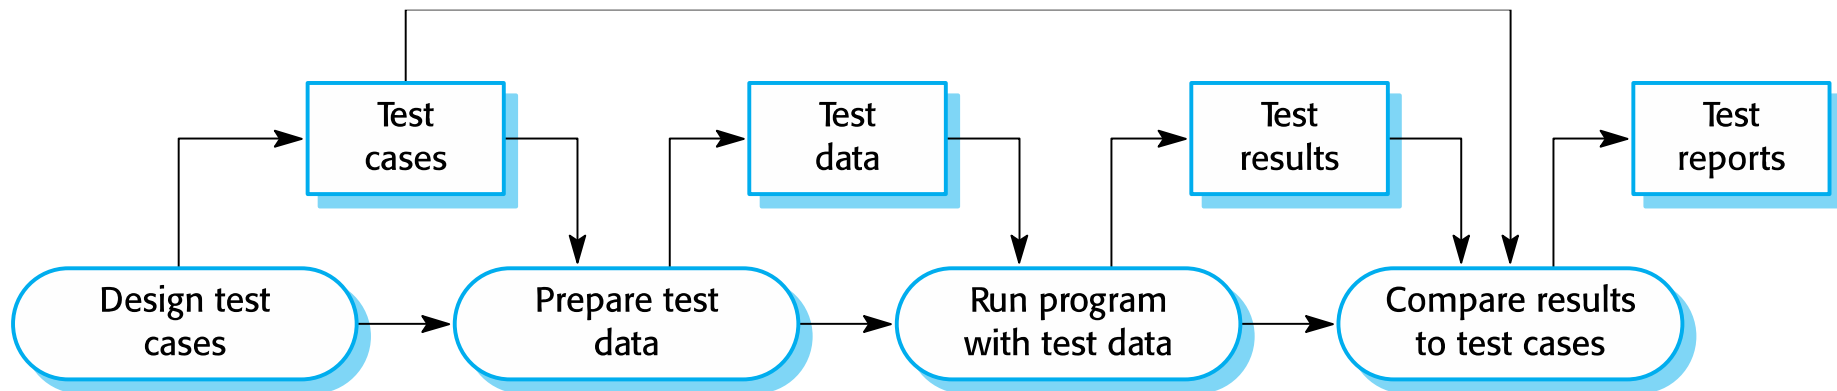 Test
cases
Test
data
Test
results
Test
reports
Design test
cases
Prepare test
data
Run program
with test data
Compare results
to test cases